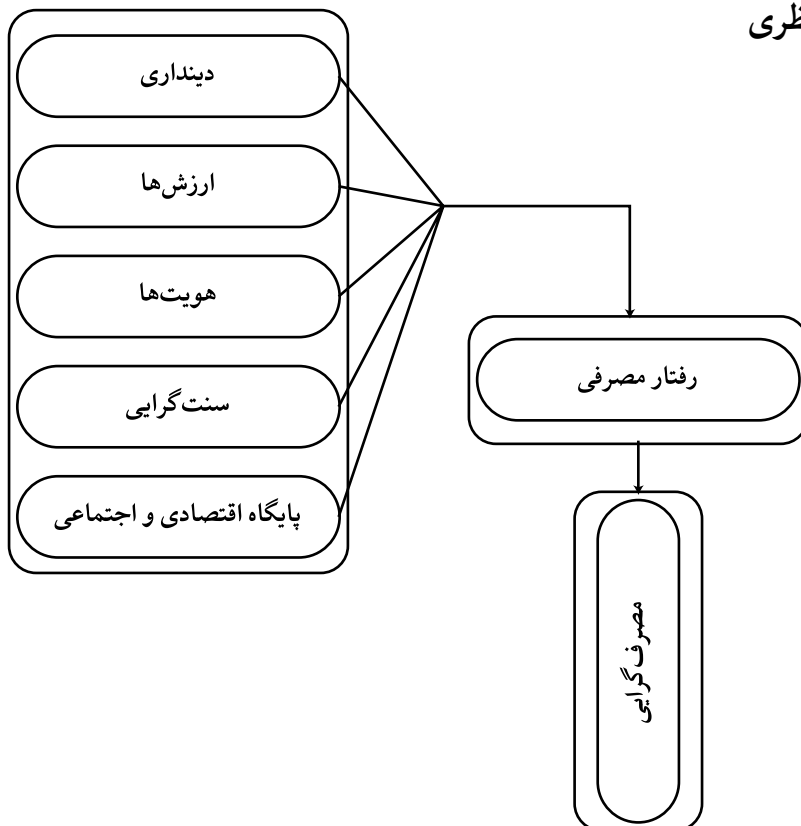 دینداری
ارزش‌ها
هویت‌ها
سنت‌گرایی
پایگاه اقتصادی و اجتماعی
رفتار مصرفی
مصرف‌گرایی